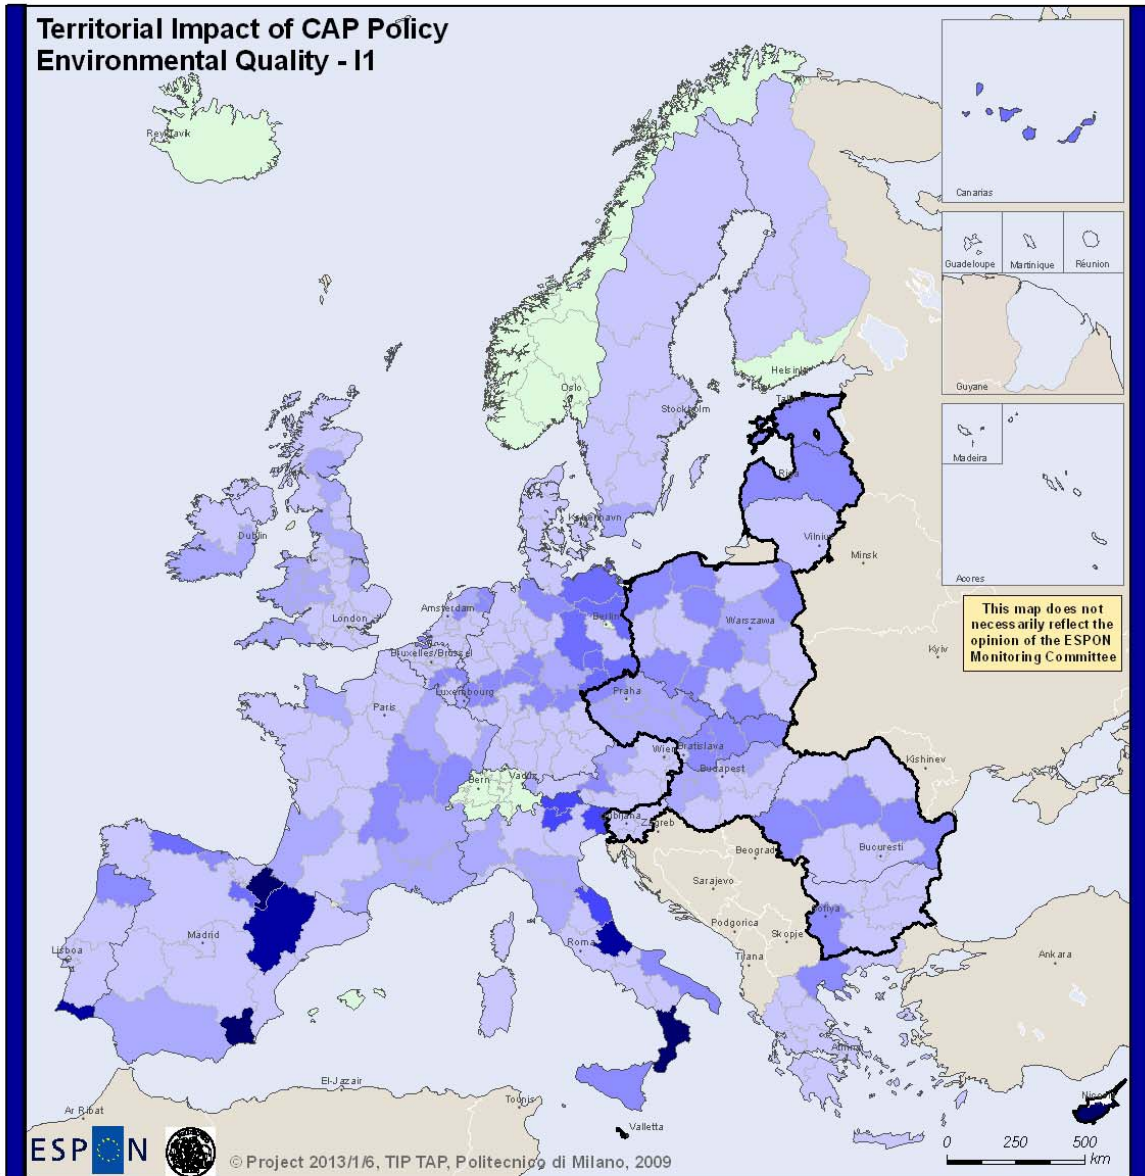 Territorial Impact of CAP Policy
Environmental Quality - I1
Reykjavik
Canarias
Guadeloupe
Martinique
Réunion
Guyane
Madeira
Acores
This map does not
necessarily reflect the
opinion of the ESPON
Monitoring Committee
Helsinki
Oslo
Stockholm
Riga
Vilnius
Minsk
København
Dublin
Amsterdam
Berlin
Warszawa
London
Bruxelles/Brüssel
Kyiv
Luxembourg
Praha
Paris
Wien
Bratislava
Kishinev
Vaduz
Bern
Budapest
Ljubljana
Zagreb
Beograd
Bucuresti
Sarajevo
Podgorica
Skopje
Sofiya
Madrid
Roma
Tirana
Ankara
Lisboa
El-Jazair
Tounis
Ar Ribat
Valletta
ESPON
© Project 2013/1/6, TIP TAP, Politecnico di Milano, 2009
0 250 500
km